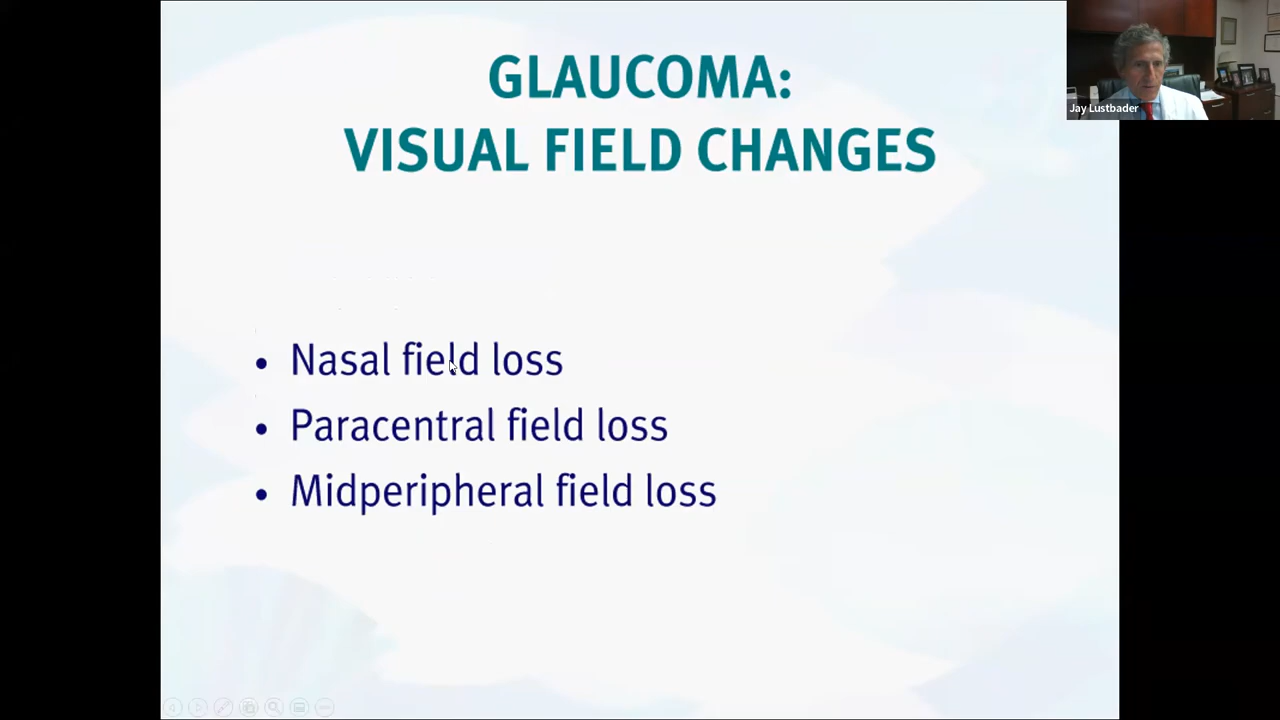 GLAUCOMA:
VISUAL FIELD CHANGES
Jay Lustbader
• Nasal field loss
• Paracentral field loss
• Midperipheral field loss